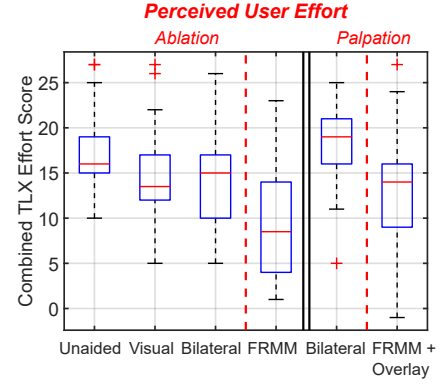 Perceived User Effort
Ablation Palpation
Combined TLX Effort Score
25
20
15
10
5
0
Unaided Visual Bilateral FRMM Bilateral FRMM +
Overlay